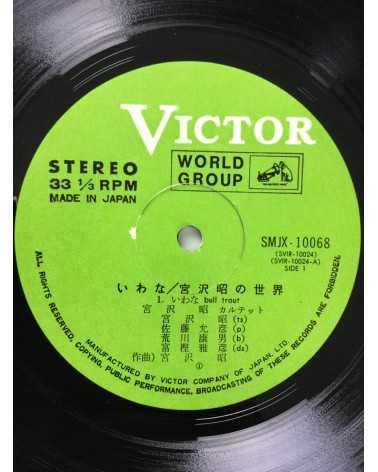 VICTOR
STEREO
33 1/3 RPM
MADE IN JAPAN
WORLD
GROUP
SMJX-10068
(SVIR-10024)
(SVIR-10024-A)
SIDE 1
いわな/宮沢昭の世界
1. いわな bull trout
宮沢 昭 カルテット
宮沢 昭(ts)
佐藤允彦(p)
荒川康男(b)
富樫雅彦(ds)
作曲)宮沢 昭
①
MANUFACTURED BY VICTOR COMPANY OF JAPAN, LTD.
ALL RIGHTS RESERVED. COPYING, PUBLIC PERFORMANCE, BROADCASTING OF THESE RECORDS ARE FORBIDDEN.